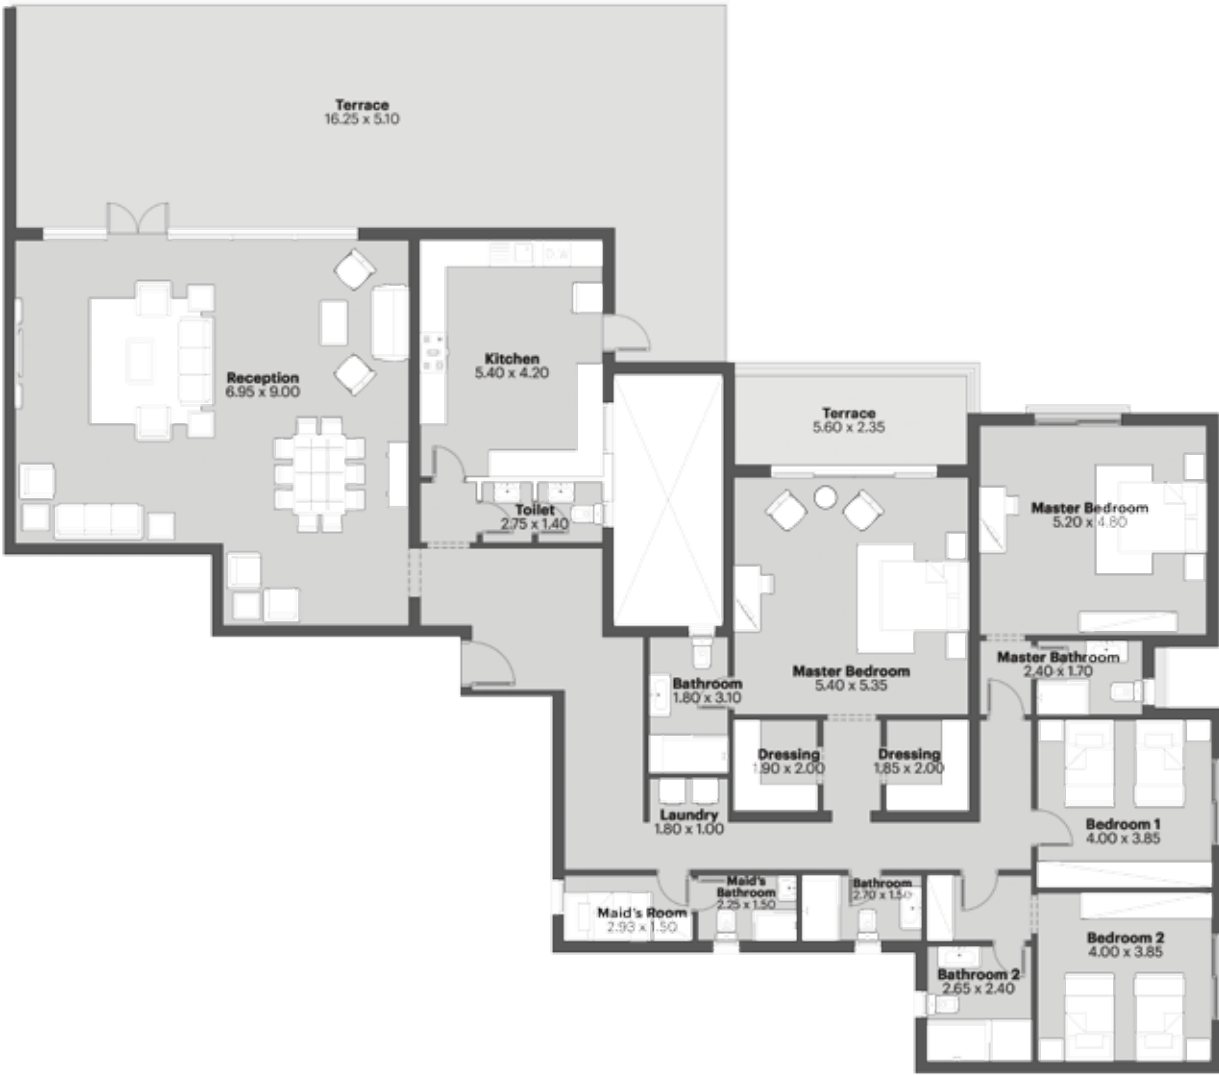 Terrace
16.25 x 5.10
Reception
6.95 x 9.00
Kitchen
5.40 x 4.20
Toilet
2.75 x 1.40
Terrace
5.60 x 2.35
Master Bedroom
5.20 x 4.80
Master Bedroom
5.40 x 5.35
Master Bathroom
2.40 x 1.70
Bathroom
1.80 x 3.10
Dressing
1.90 x 2.00
Dressing
1.85 x 2.00
Laundry
1.80 x 1.00
Bedroom 1
4.00 x 3.85
Maid's Room
2.93 x 1.50
Maid's
Bathroom
2.25 x 1.50
Bathroom
2.70 x 1.50
Bedroom 2
4.00 x 3.85
Bathroom 2
2.65 x 2.40